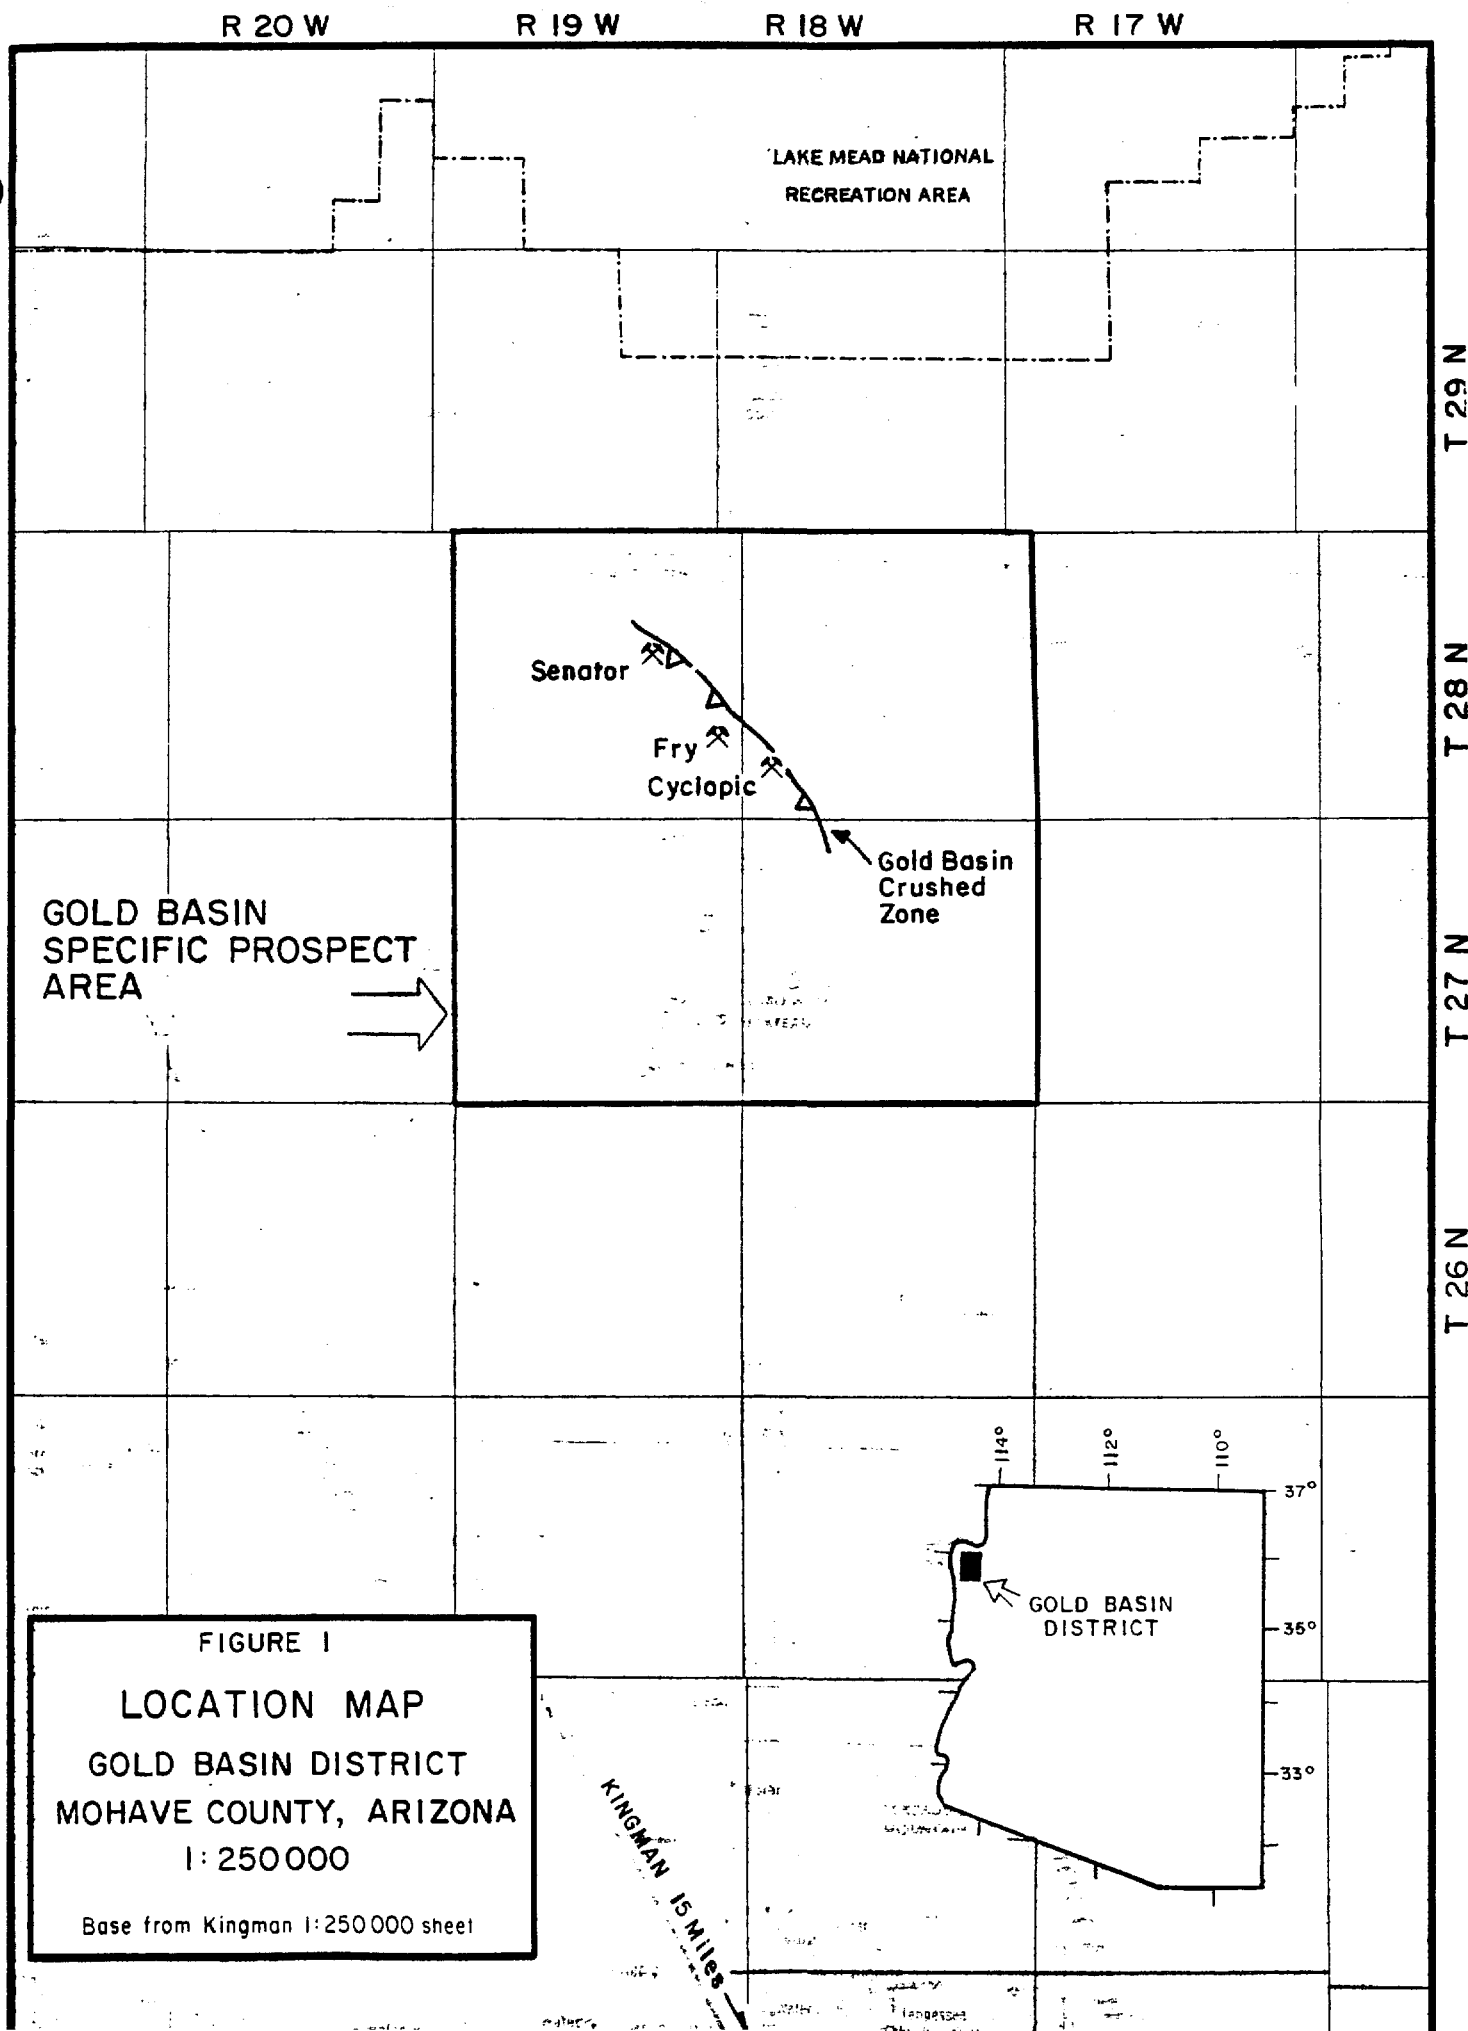 R 20 W R 19 W R 18 W R 17 W
LAKE MEAD NATIONAL
RECREATION AREA
T 29 N
Senator
T 28 N
Fry
Cyclopic
Gold Basin
Crushed
Zone
GOLD BASIN
SPECIFIC PROSPECT
AREA
T 27 N
T 26 N
114° 112° 110°
37°
GOLD BASIN
DISTRICT
35°
33°
FIGURE 1
LOCATION MAP
GOLD BASIN DISTRICT
MOHAVE COUNTY, ARIZONA
1:250000
Base from Kingman 1:250000 sheet
KINGMAN 15 Miles